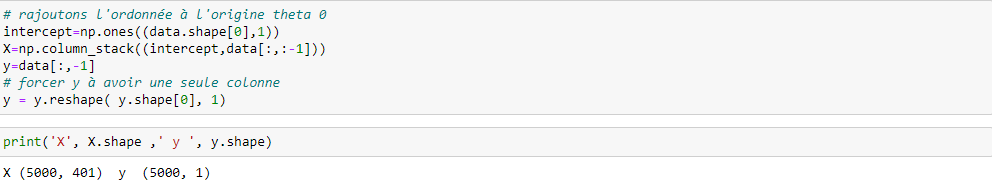 # rajoutons l'ordonnée à l'origine theta 0
intercept=np.ones((data.shape[0],1))
X=np.column_stack((intercept,data[:,:-1]))
y=data[:,-1]
# forcer y à avoir une seule colonne
y = y.reshape( y.shape[0], 1)
print('X', X.shape ,' y ', y.shape)
X (5000, 401)  y  (5000, 1)